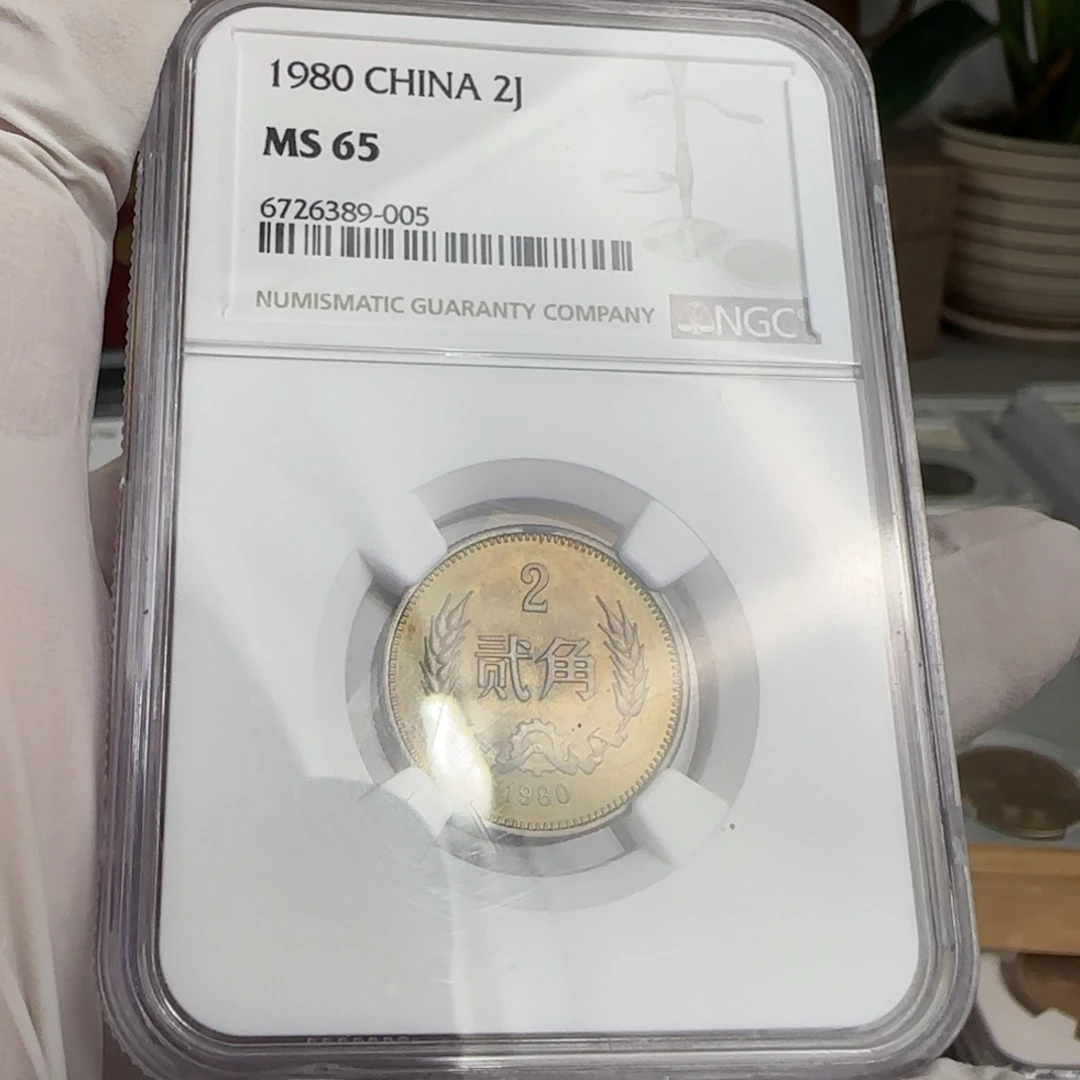 1980 CHINA 2J
MS 65
6726389-005
NUMISMATIC GUARANTY COMPANY
NGC
2
贰角
1980